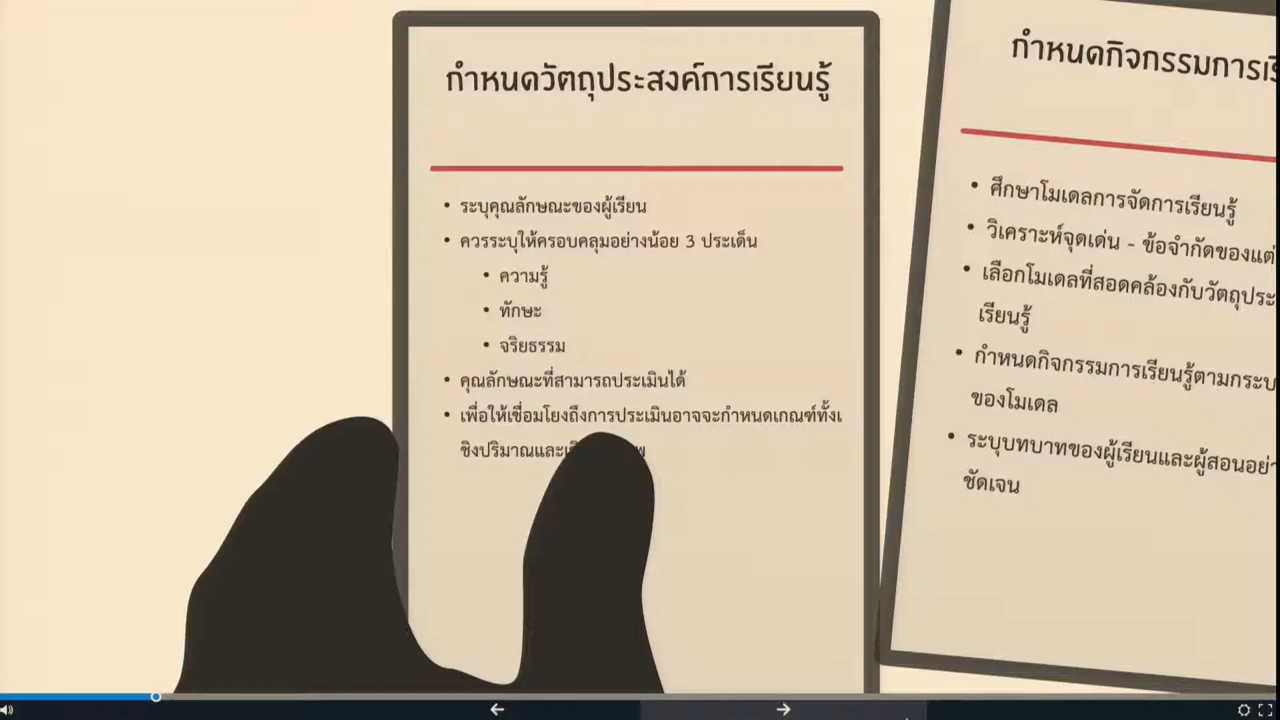 กำหนดวัตถุประสงค์การเรียนรู้
• ระบุคุณลักษณะของผู้เรียน
• ควรระบุให้ครอบคลุมอย่างน้อย 3 ประเด็น
• ความรู้
• ทักษะ
• จริยธรรม
• คุณลักษณะที่สามารถประเมินได้
• เพื่อให้เชื่อมโยงถึงการประเมินอาจจะกำหนดเกณฑ์ทั้งเ
ชิงปริมาณและ
กำหนดกิจกรรมการเรี
• ศึกษาโมเดลการจัดการเรียนรู้
• วิเคราะห์จุดเด่น - ข้อจำกัดของแต่
• เลือกโมเดลที่สอดคล้องกับวัตถุประ
เรียนรู้
• กำหนดกิจกรรมการเรียนรู้ตามกระบ
ของโมเดล
• ระบุบทบาทของผู้เรียนและผู้สอนอย่า
ชัดเจน